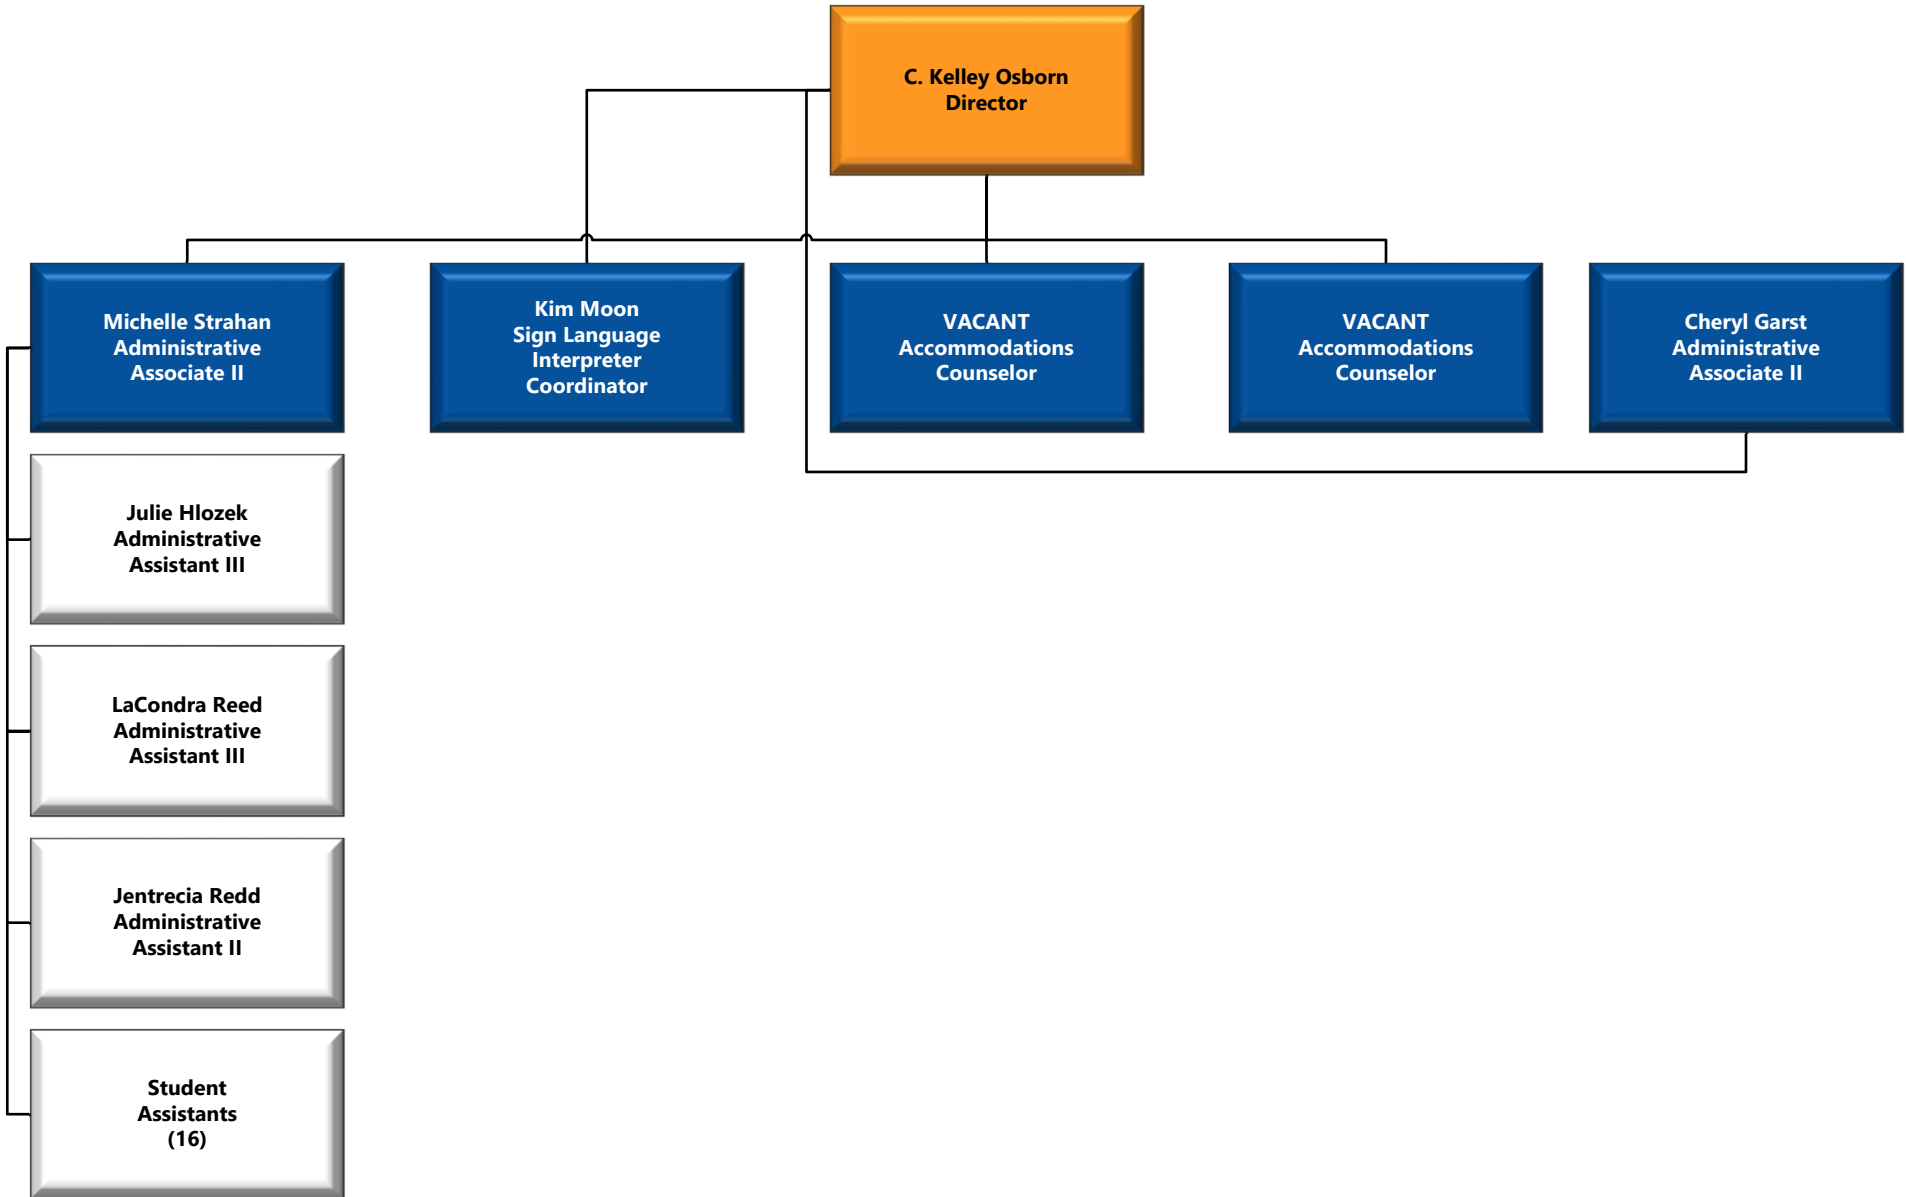 C. Kelley Osborn
Director
Michelle Strahan
Administrative
Associate II
Kim Moon
Sign Language
Interpreter
Coordinator
VACANT
Accommodations
Counselor
VACANT
Accommodations
Counselor
Cheryl Garst
Administrative
Associate II
Julie Hlozek
Administrative
Assistant III
LaCondra Reed
Administrative
Assistant III
Jentrecia Redd
Administrative
Assistant II
Student
Assistants
(16)